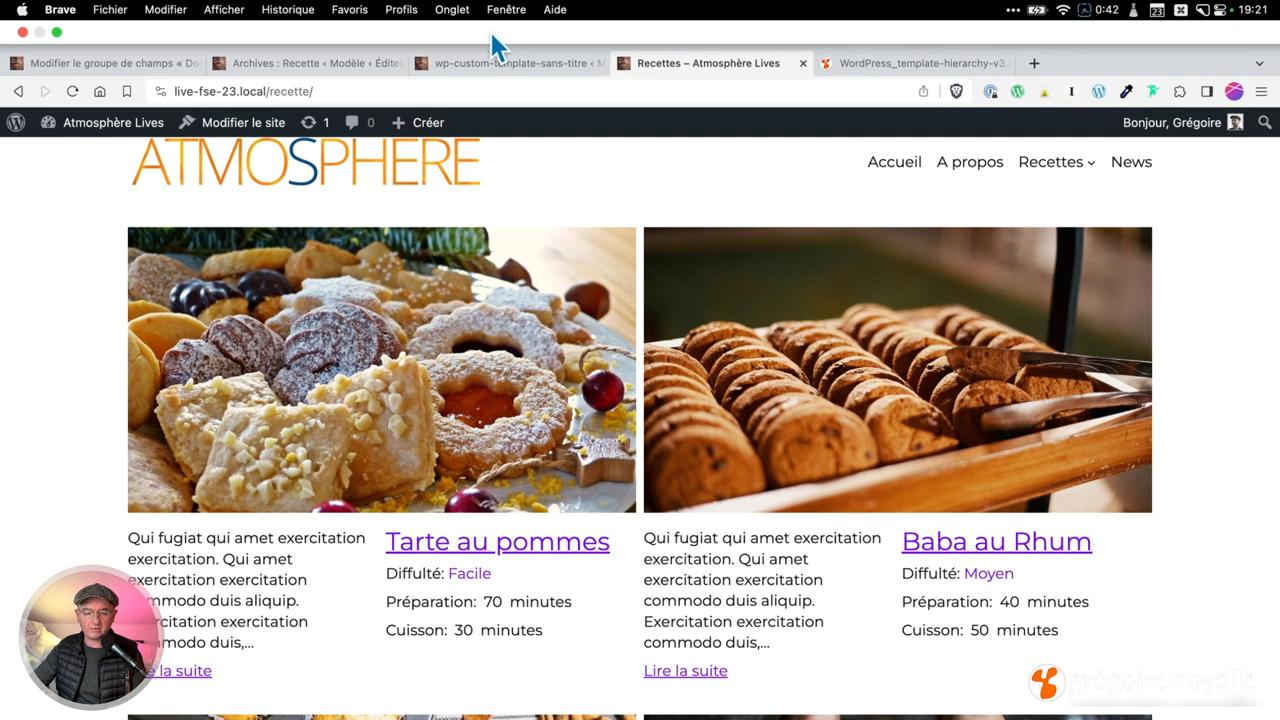 Brave Fichier Modifier Afficher Historique Favoris Profils Onglet Fenêtre Aide 0:42 23 19:21
Modifier le groupe de champs « Do
Archives : Recette ‹ Modèle ‹ Éditeu
wp-custom-template-sans-titre ‹ M
Recettes – Atmosphère Lives
WordPress_template-hierarchy-v3.
live-fse-23.local/recette/
Atmosphère Lives Modifier le site 1 0 Créer Bonjour, Grégoire
ATMOSPHERE
Accueil A propos Recettes News
Qui fugiat qui amet exercitation
exercitation. Qui amet
exercitation exercitation
commodo duis aliquip.
Exercitation exercitation
commodo duis,...
Lire la suite
Tarte au pommes
Diffulté: Facile
Préparation: 70 minutes
Cuisson: 30 minutes
Qui fugiat qui amet exercitation
exercitation. Qui amet
exercitation exercitation
commodo duis aliquip.
Exercitation exercitation
commodo duis,...
Lire la suite
Baba au Rhum
Diffulté: Moyen
Préparation: 40 minutes
Cuisson: 50 minutes
grégoire noyelle